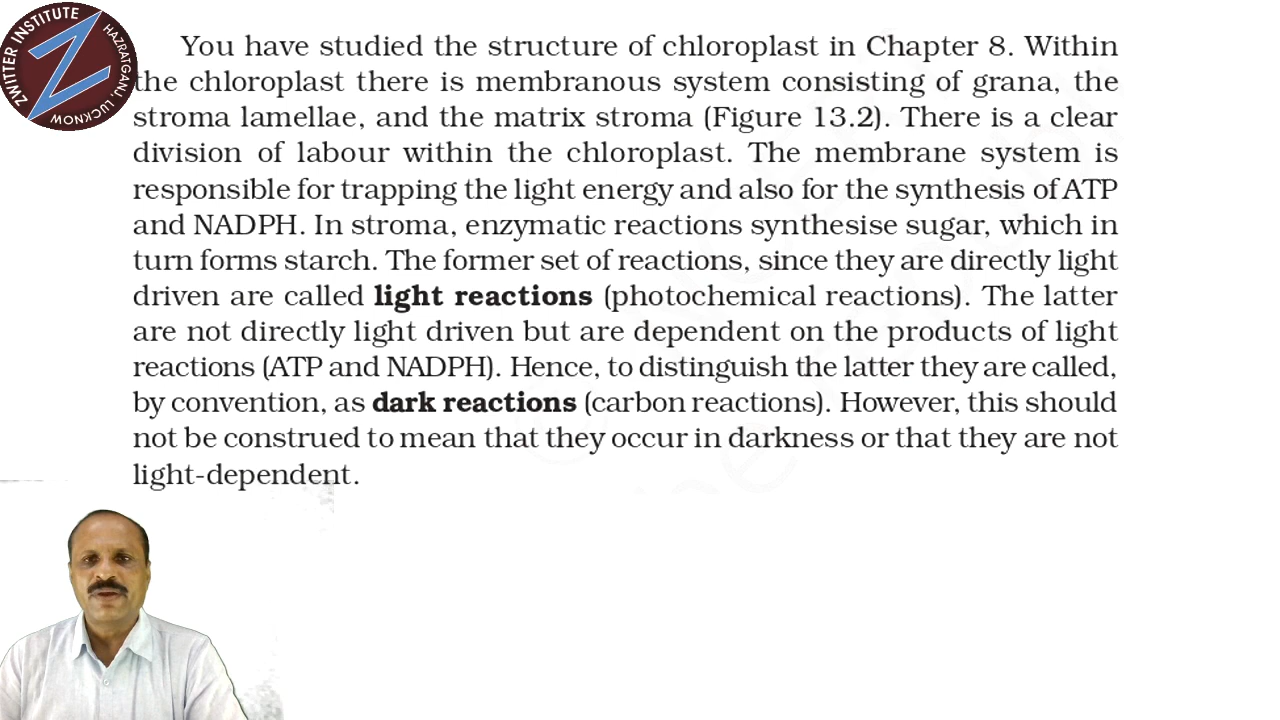 ZWITTER INSTITUTE
HAZRATGANJ, LUCKNOW
Z
You have studied the structure of chloroplast in Chapter 8. Within
the chloroplast there is membranous system consisting of grana, the
stroma lamellae, and the matrix stroma (Figure 13.2). There is a clear
division of labour within the chloroplast. The membrane system is
responsible for trapping the light energy and also for the synthesis of ATP
and NADPH. In stroma, enzymatic reactions synthesise sugar, which in
turn forms starch. The former set of reactions, since they are directly light
driven are called light reactions (photochemical reactions). The latter
are not directly light driven but are dependent on the products of light
reactions (ATP and NADPH). Hence, to distinguish the latter they are called,
by convention, as dark reactions (carbon reactions). However, this should
not be construed to mean that they occur in darkness or that they are not
light-dependent.